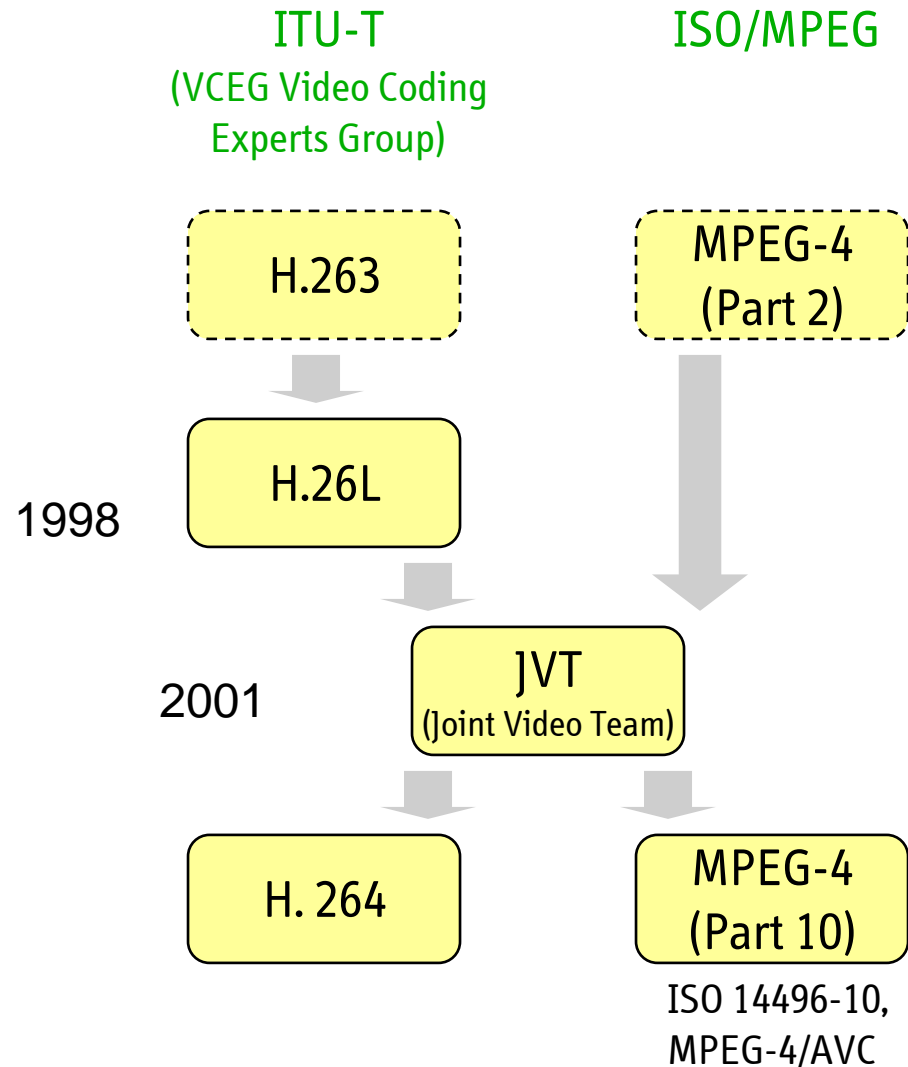 ITU-T
(VCEG Video Coding
Experts Group)
ISO/MPEG
H.263
MPEG-4
(Part 2)
H.26L
1998
JVT
(Joint Video Team)
2001
H. 264
MPEG-4
(Part 10)
ISO 14496-10,
MPEG-4/AVC